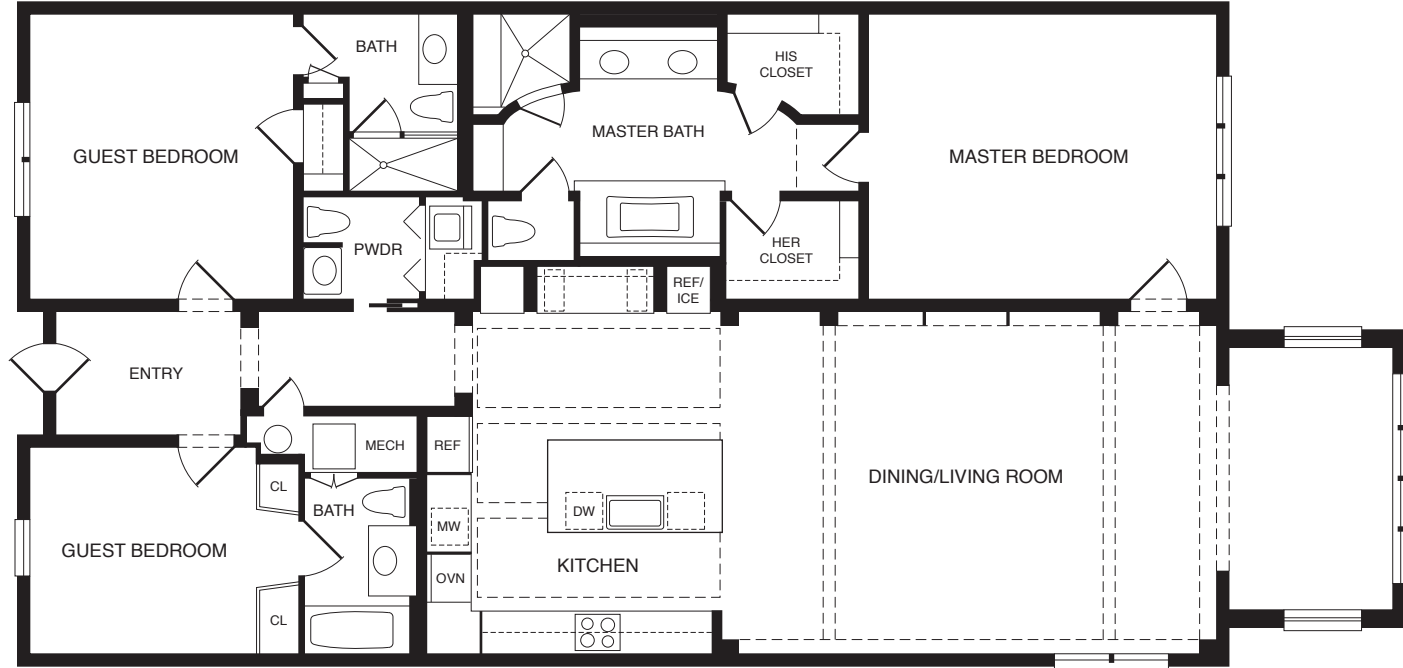 BATH
HIS
CLOSET
MASTER BATH
GUEST BEDROOM
MASTER BEDROOM
PWDR
HER
CLOSET
REF/
ICE
ENTRY
MECH
REF
CL
BATH
DW
MW
DINING/LIVING ROOM
GUEST BEDROOM
KITCHEN
OVN
CL